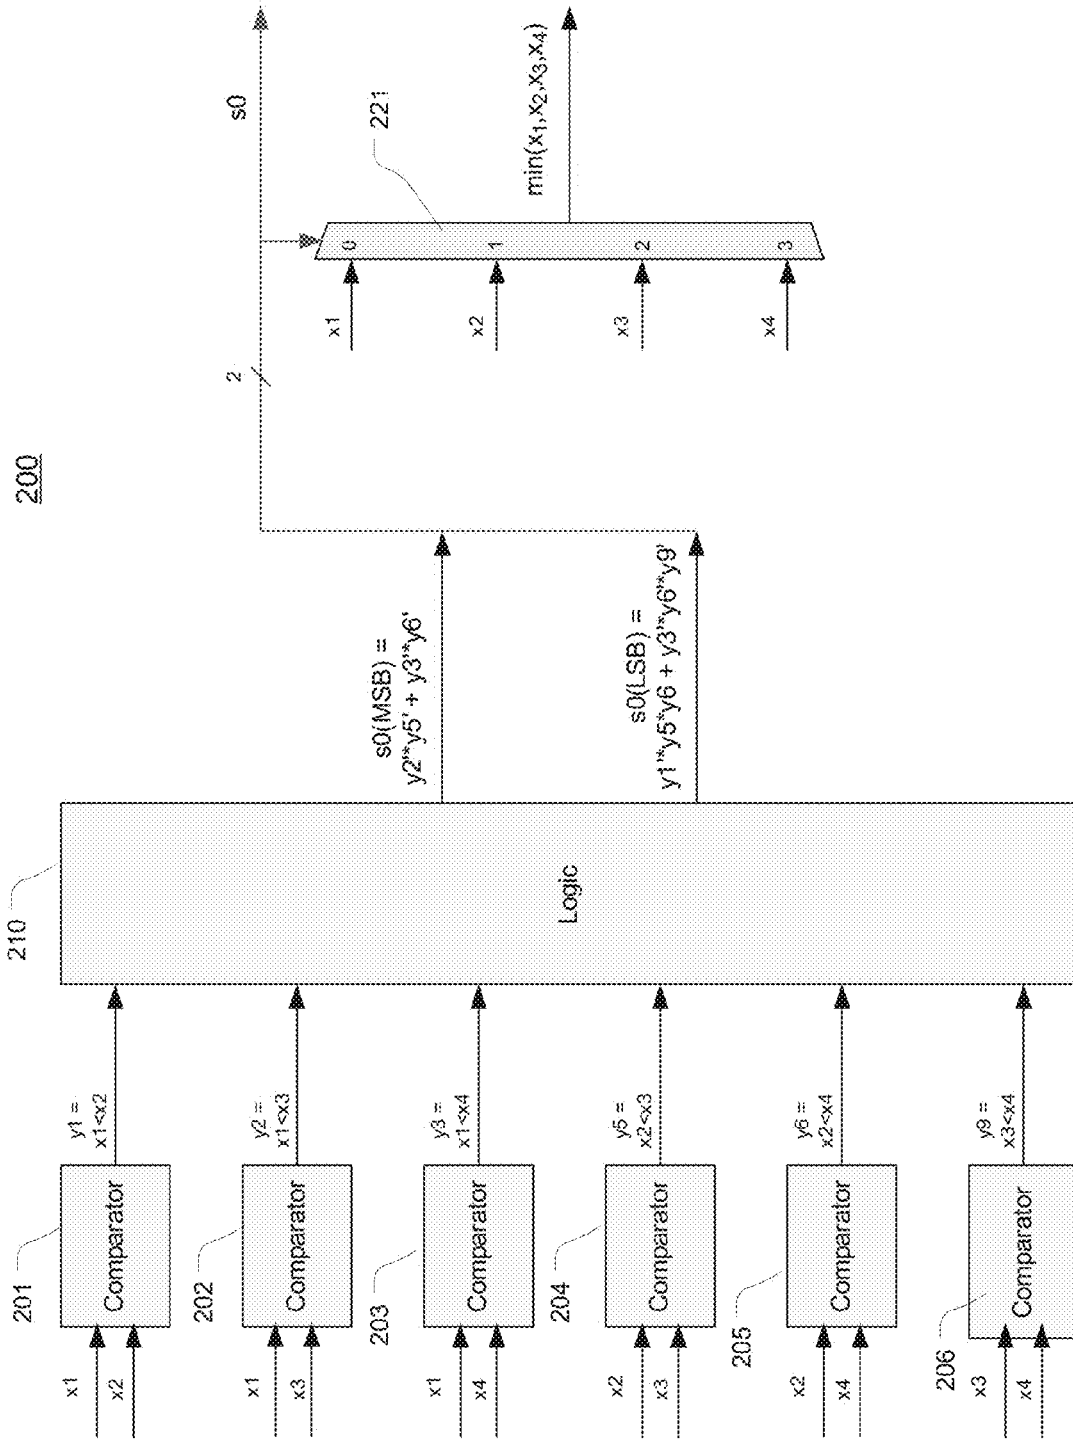 200
201
x1
x2
Comparator
y1 =
x1<x2
202
x1
x3
Comparator
y2 =
x1<x3
203
x1
x4
Comparator
y3 =
x1<x4
204
x2
x3
Comparator
y5 =
x2<x3
205
x2
x4
Comparator
y6 =
x2<x4
206
x3
x4
Comparator
y9 =
x3<x4
210
Logic
s0(MSB) =
y2'*y5' + y3'*y6'
s0(LSB) =
y1'*y5*y6 + y3'*y6'*y9'
2
s0
x1
0
x2
1
x3
2
x4
3
221
min(x1,x2,x3,x4)